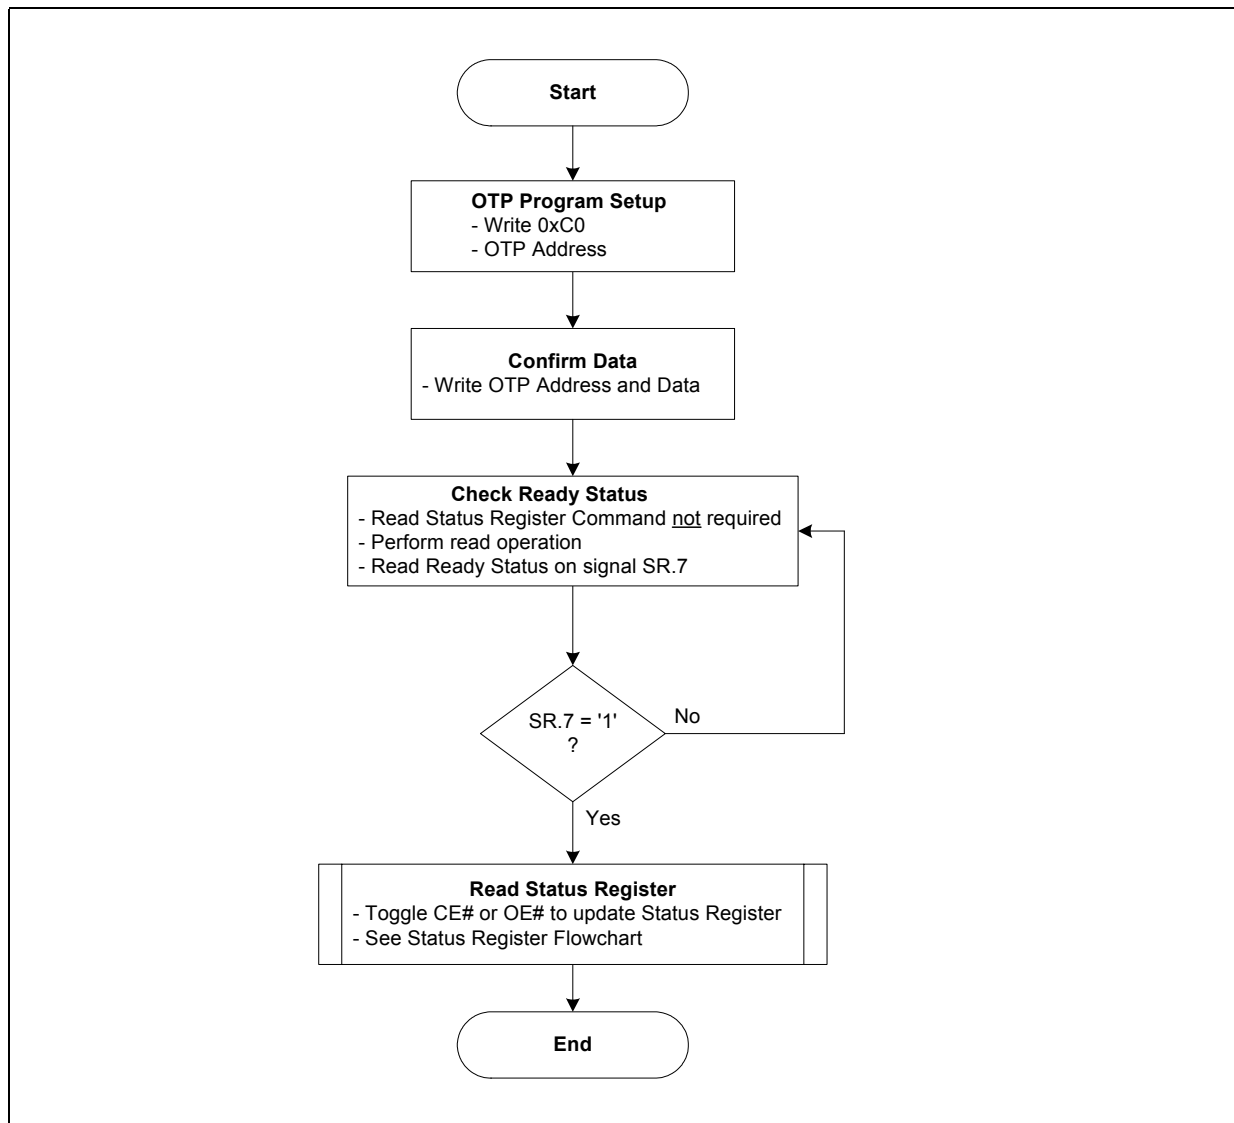 Start
OTP Program Setup
- Write 0xC0
- OTP Address
Confirm Data
- Write OTP Address and Data
Check Ready Status
- Read Status Register Command not required
- Perform read operation
- Read Ready Status on signal SR.7
SR.7 = '1'
?
No
Yes
Read Status Register
- Toggle CE# or OE# to update Status Register
- See Status Register Flowchart
End